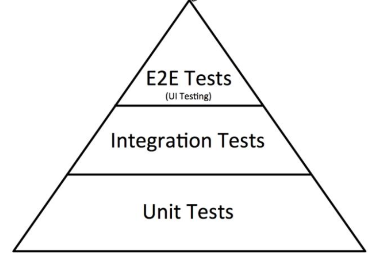 E2E Tests
(UI Testing)
Integration Tests
Unit Tests